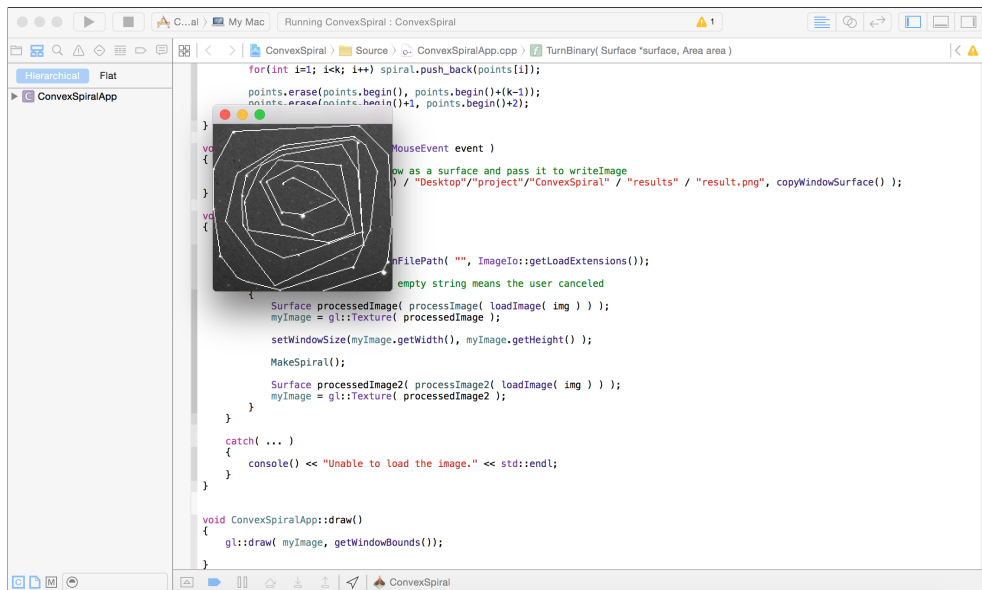 C...al › My Mac
Running ConvexSpiral : ConvexSpiral
1
ConvexSpiral › Source › ConvexSpiralApp.cpp › TurnBinary( Surface *surface, Area area )
Hierarchical Flat
C ConvexSpiralApp
for(int i=1; i<k; i++) spiral.push_back(points[i]);
points.erase(points.begin(), points.begin()+(k-1));
points.erase(points.begin()+1, points.begin()+2);
}
MouseEvent event )
{
ow as a surface and pass it to writeImage
) / "Desktop"/"project"/"ConvexSpiral" / "results" / "result.png", copyWindowSurface() );
}
{
nFilePath( "", ImageIo::getLoadExtensions());
empty string means the user canceled
{
Surface processedImage( processImage( loadImage( img ) ) );
myImage = gl::Texture( processedImage );
setWindowSize(myImage.getWidth(), myImage.getHeight() );
MakeSpiral();
Surface processedImage2( processImage2( loadImage( img ) ) );
myImage = gl::Texture( processedImage2 );
}
}
catch( ... )
{
console() << "Unable to load the image." << std::endl;
}
}
void ConvexSpiralApp::draw()
{
gl::draw( myImage, getWindowBounds());
}
C M
ConvexSpiral